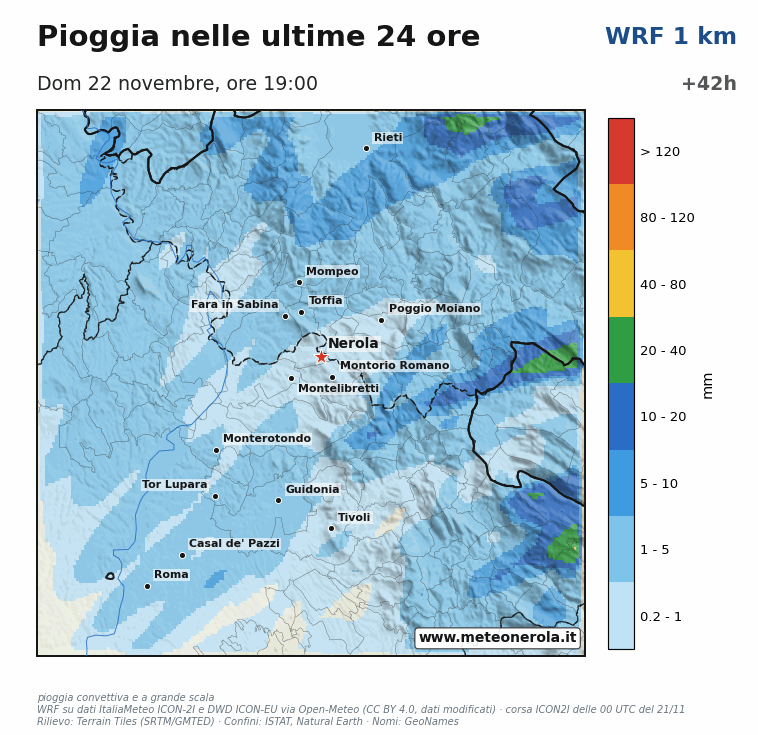 Pioggia nelle ultime 24 ore
WRF 1 km
Dom 22 novembre, ore 19:00
+42h
Rieti
Mompeo
Fara in Sabina
Toffia
Poggio Moiano
Nerola
Montorio Romano
Montelibretti
Monterotondo
Tor Lupara
Guidonia
Tivoli
Casal de' Pazzi
Roma
www.meteonerola.it
> 120
80 - 120
40 - 80
20 - 40
10 - 20
5 - 10
1 - 5
0.2 - 1
mm
pioggia convettiva e a grande scala
WRF su dati ItaliaMeteo ICON-2I e DWD ICON-EU via Open-Meteo (CC BY 4.0, dati modificati) · corsa ICON2I delle 00 UTC del 21/11
Rilievo: Terrain Tiles (SRTM/GMTED) · Confini: ISTAT, Natural Earth · Nomi: GeoNames